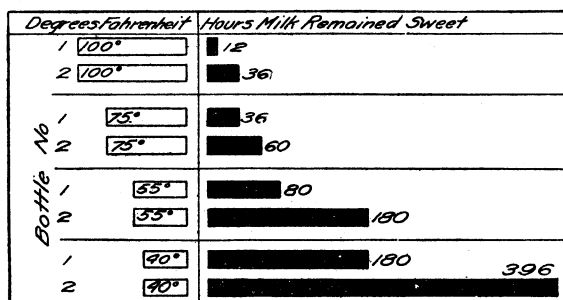 Degrees Fahrenheit Hours Milk Remained Sweet
Bottle No
1 100° 12
2 100° 36
1 75° 36
2 75° 60
1 55° 80
2 55° 180
1 40° 180
2 40° 396